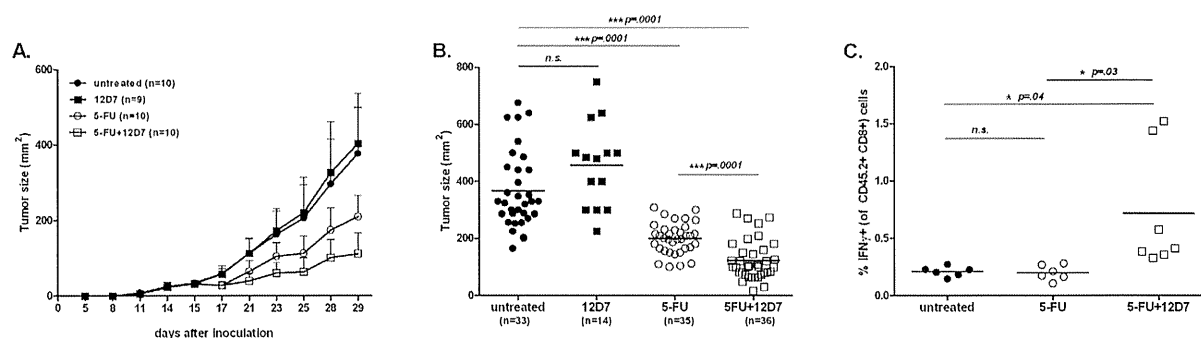 A.
600
400
200
0
Tumor size (mm²)
untreated (n=10)
12D7 (n=9)
5-FU (n=10)
5-FU+12D7 (n=10)
0 5 8 11 14 15 17 21 23 25 28 29
days after inoculation
B.
***p=.0001
***p=.0001
n.s.
***p=.0001
800
600
400
200
0
Tumor size (mm²)
untreated 12D7 5-FU 5FU+12D7
(n=33) (n=14) (n=35) (n=36)
C.
2.0
1.5
1.0
0.5
0.0
% IFN-γ+ (of CD45.2+ CD8+) cells
* p=.03
* p=.04
n.s.
untreated 5-FU 5-FU+12D7